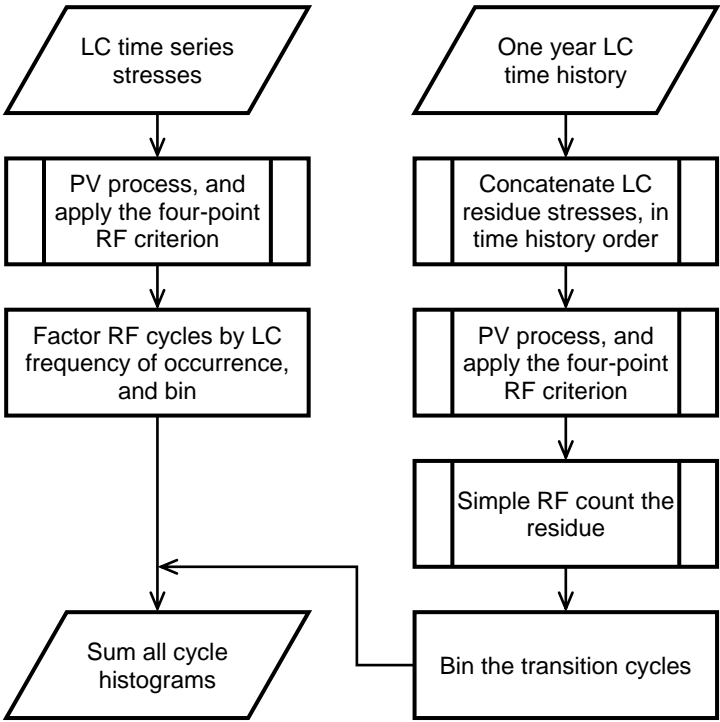 LC time series
stresses
PV process, and
apply the four-point
RF criterion
Factor RF cycles by LC
frequency of occurrence,
and bin
Sum all cycle
histograms
One year LC
time history
Concatenate LC
residue stresses, in
time history order
PV process, and
apply the four-point
RF criterion
Simple RF count the
residue
Bin the transition cycles